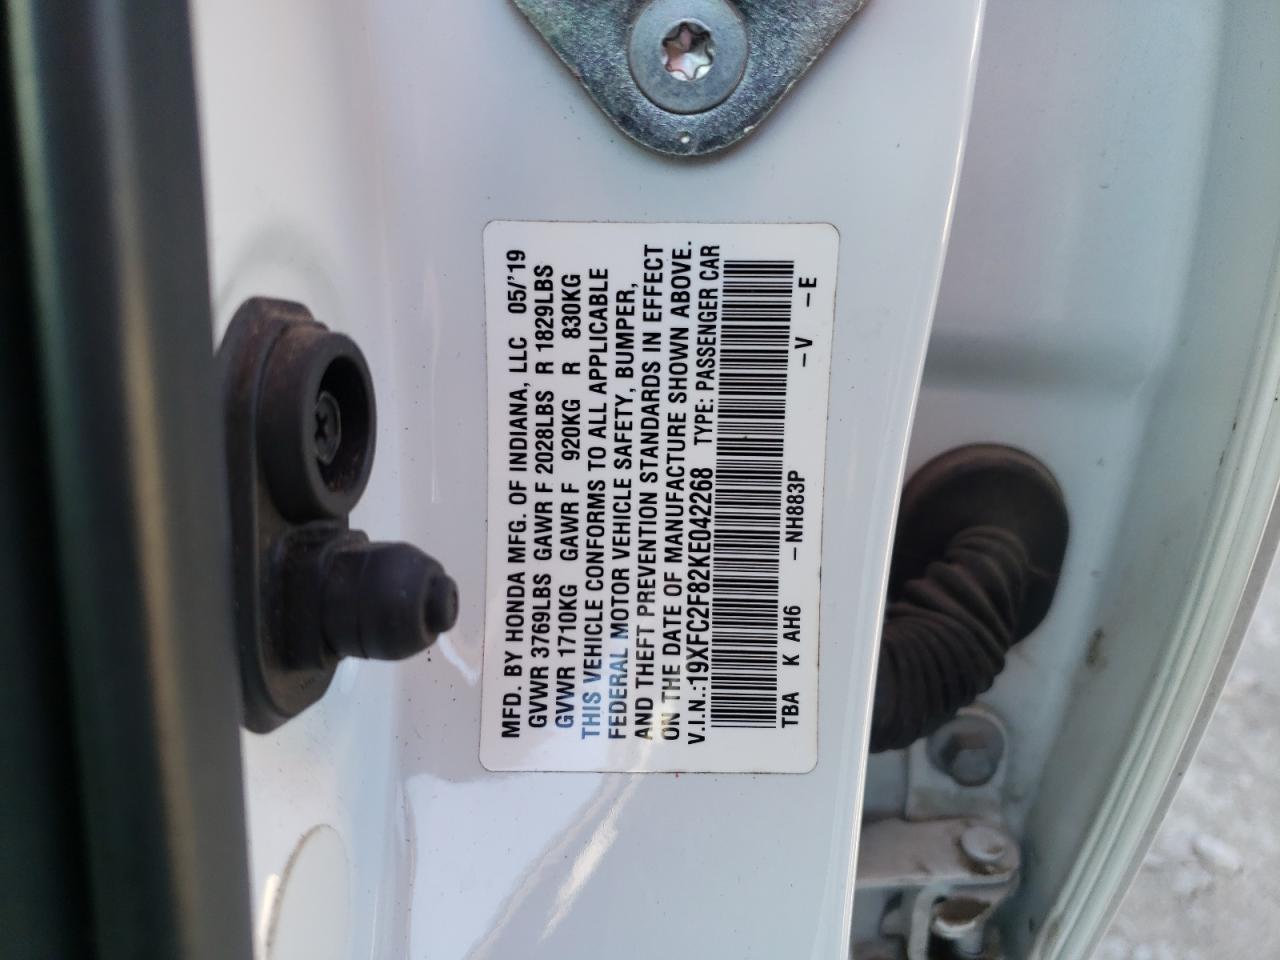 MFD. BY HONDA MFG. OF INDIANA, LLC 05/'19
GVWR 3769LBS GAWR F 2028LBS R 1829LBS
GVWR 1710KG GAWR F 920KG R 830KG
THIS VEHICLE CONFORMS TO ALL APPLICABLE
FEDERAL MOTOR VEHICLE SAFETY, BUMPER,
AND THEFT PREVENTION STANDARDS IN EFFECT
ON THE DATE OF MANUFACTURE SHOWN ABOVE.
V.I.N.:19XFC2F82KE042268 TYPE: PASSENGER CAR
TBA K AH6 -NH883P -V -E